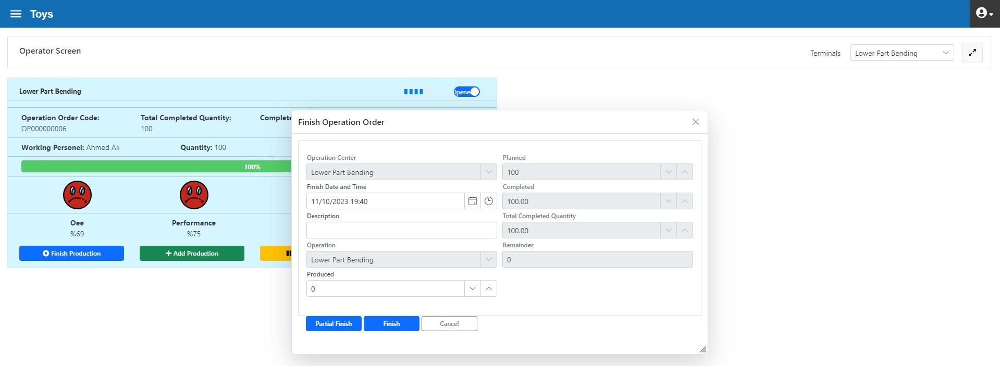 Toys
Operator Screen
Terminals
Lower Part Bending
Lower Part Bending
Opene
Operation Order Code:
OP000000006
Total Completed Quantity:
100
Complete
Working Personel: Ahmed Ali
Quantity: 100
100%
Oee
%69
Performance
%75
Finish Production
Add Production
Finish Operation Order
Operation Center
Lower Part Bending
Planned
100
Finish Date and Time
11/10/2023 19:40
Completed
100.00
Description
Total Completed Quantity
100.00
Operation
Lower Part Bending
Remainder
0
Produced
0
Partial Finish
Finish
Cancel